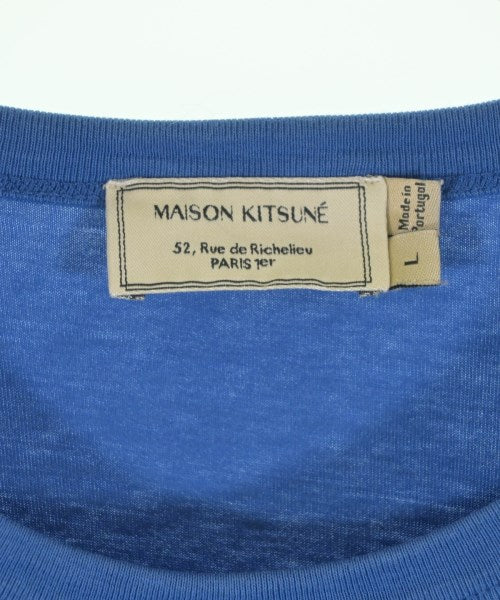 MAISON KITSUNÉ
52, Rue de Richelieu
PARIS 1er
Made in
Portugal
L